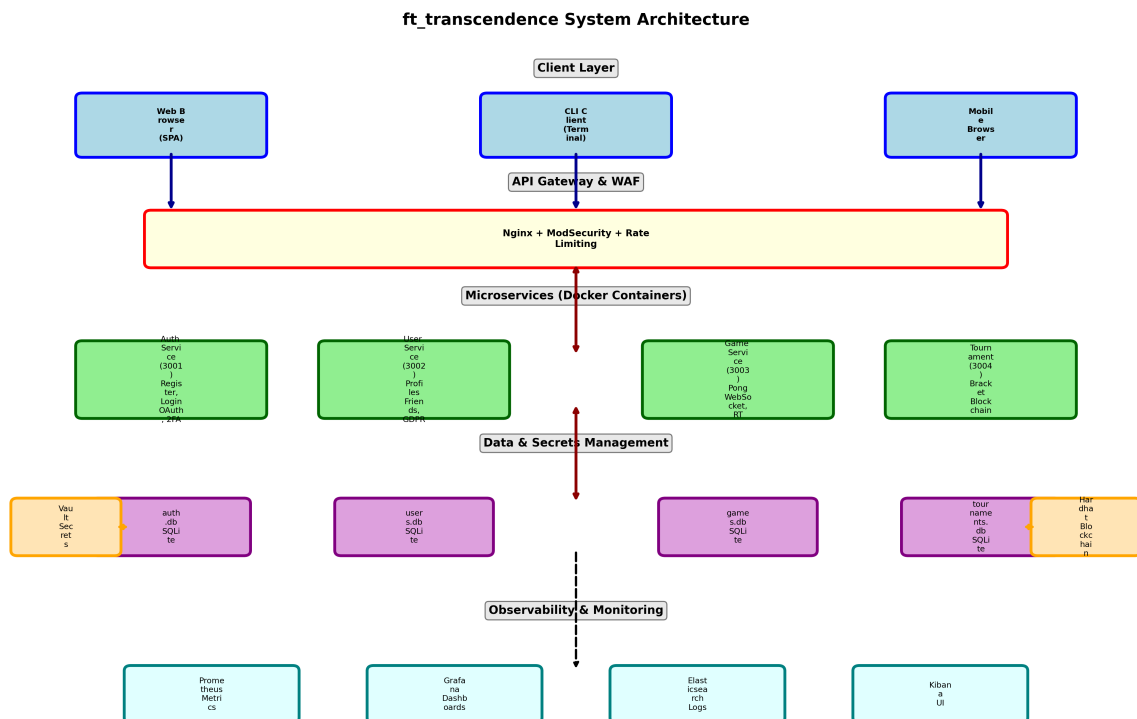 ft_transcendence System Architecture
Client Layer
Web B
rowse
r
(SPA)
CLI C
lient
(Term
inal)
Mobil
e
Brows
er
API Gateway & WAF
Nginx + ModSecurity + Rate
Limiting
Microservices (Docker Containers)
Auth
Servi
ce
(3001
)
Regis
ter,
Login
OAuth
, 2FA
User
Servi
ce
(3002
)
Profi
les
Frien
ds,
GDPR
Game
Servi
ce
(3003
)
Pong
WebSo
cket,
RT
Tourn
ament
(3004
)
Brack
et
Block
chain
Data & Secrets Management
Vau
lt
Sec
ret
s
auth
.db
SQLi
te
user
s.db
SQLi
te
game
s.db
SQLi
te
tour
name
nts.
db
SQLi
te
Har
dha
t
Blo
ckc
hai
n
Observability & Monitoring
Prome
theus
Metri
cs
Grafa
na
Dashb
oards
Elast
icsea
rch
Logs
Kiban
a
UI